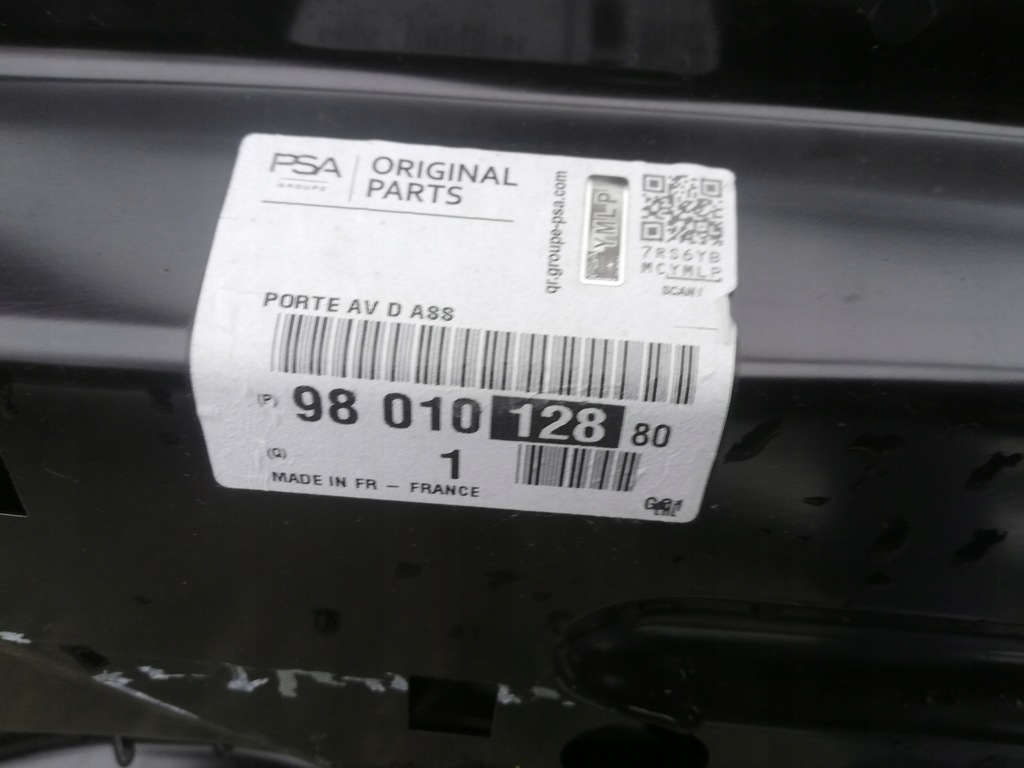 PSA
GROUPE
ORIGINAL
PARTS
qr.groupe-psa.com
YMLP
7RS6YB
MCYMLP
SCAN!
PORTE AV D ASS
(P) 98 010 128 80
(Q) 1
MADE IN FR - FRANCE